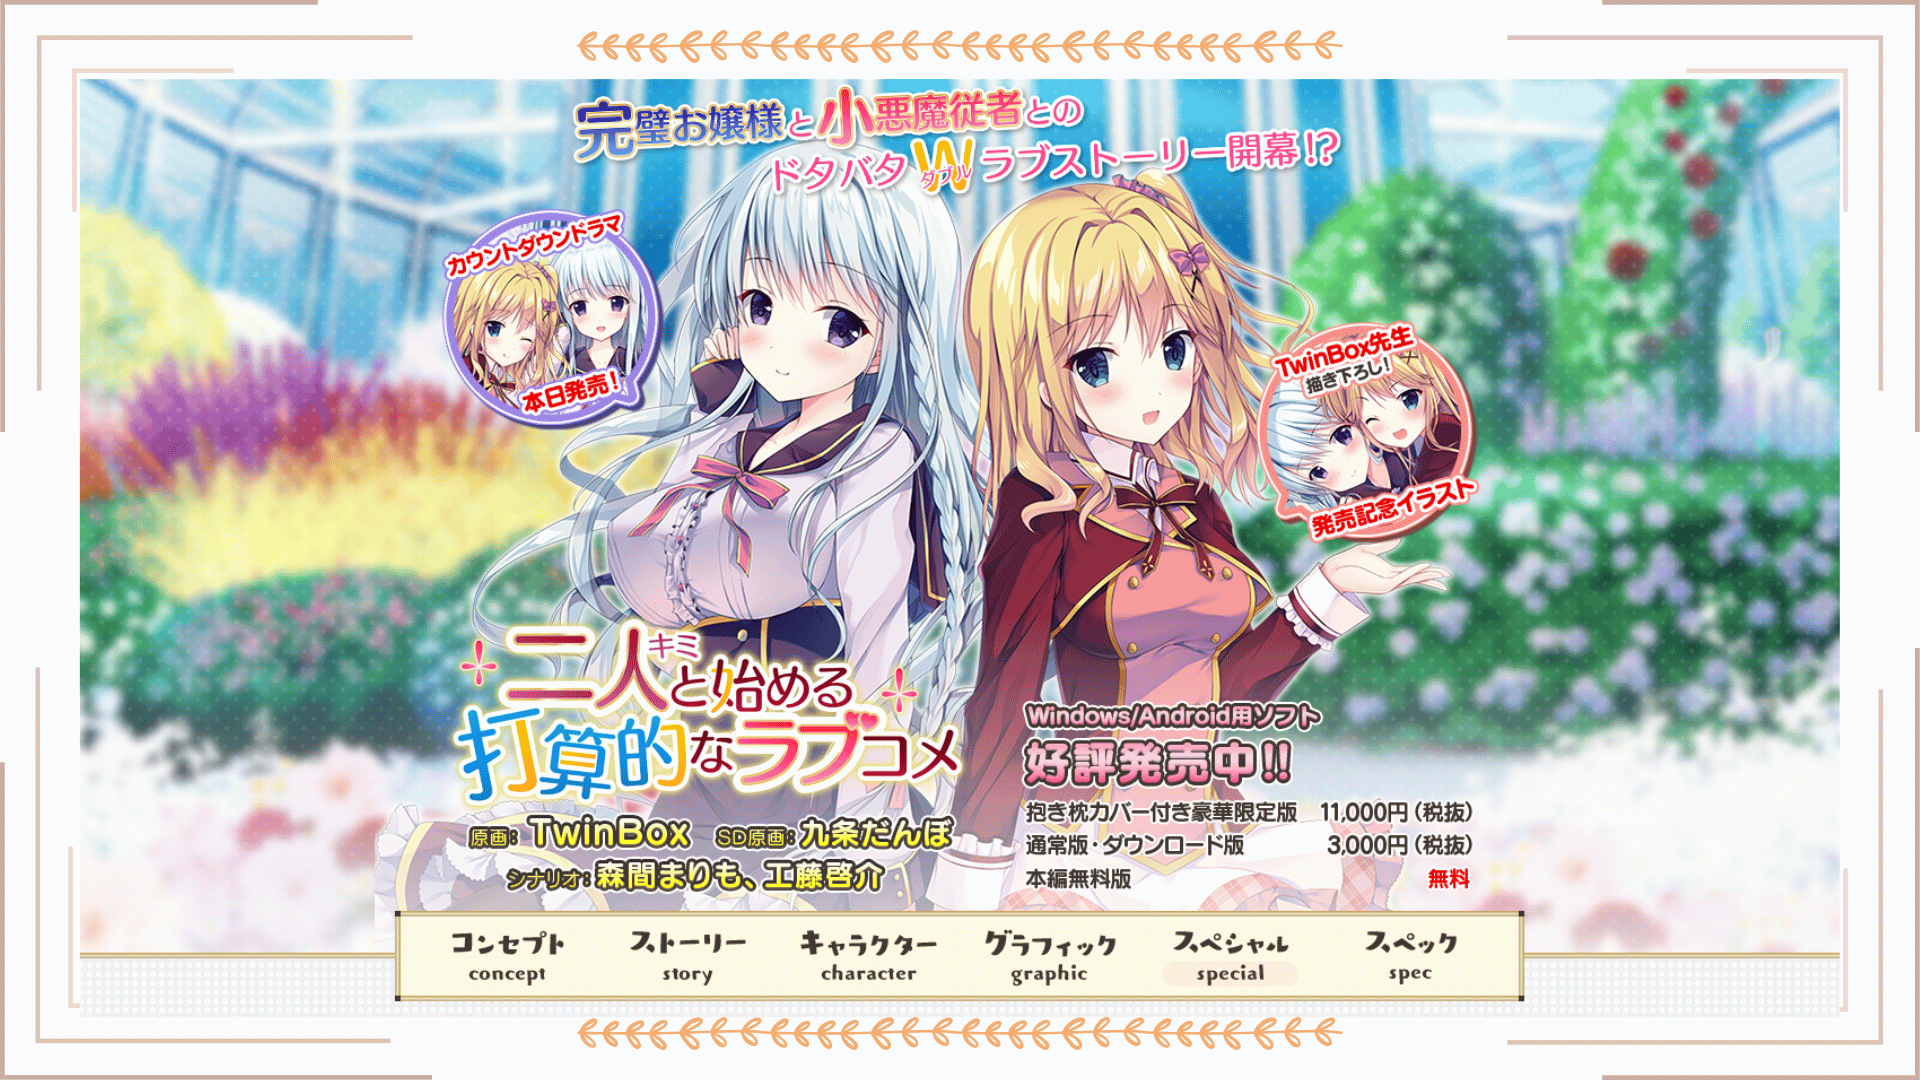 完璧お嬢様と小悪魔従者との
ドタバタWダブルラブストーリー開幕!?
カウントダウンドラマ
本日発売!
TwinBox先生
描き下ろし!
発売記念イラスト
二人キミと始める
打算的なラブコメ
原画: TwinBox SD原画: 九条だんぼ
シナリオ: 森間まりも、工藤啓介
Windows/Android用ソフト
好評発売中!!
抱き枕カバー付き豪華限定版 11,000円(税抜)
通常版・ダウンロード版 3,000円(税抜)
本編無料版 無料
コンセプト ストーリー キャラクター グラフィック スペシャル スペック
concept story character graphic special spec